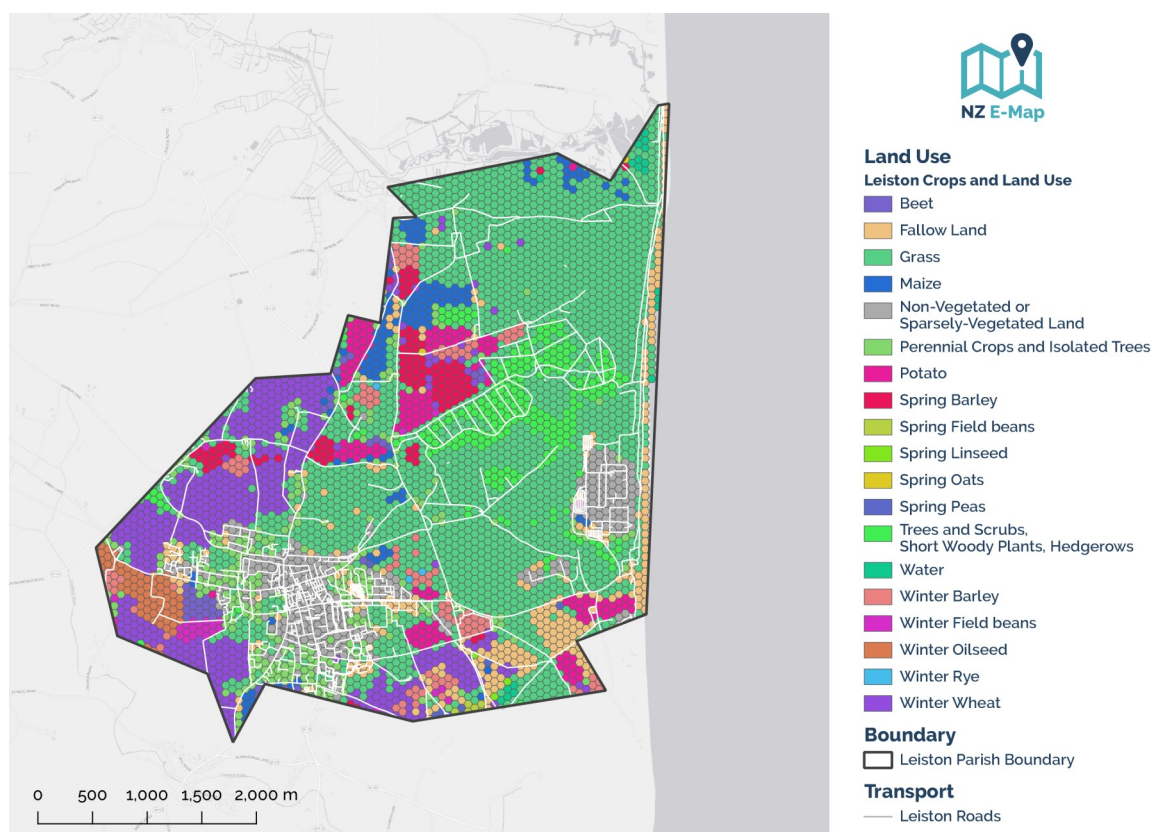 NZ E-Map
Land Use
Leiston Crops and Land Use
Beet
Fallow Land
Grass
Maize
Non-Vegetated or
Sparsely-Vegetated Land
Perennial Crops and Isolated Trees
Potato
Spring Barley
Spring Field beans
Spring Linseed
Spring Oats
Spring Peas
Trees and Scrubs,
Short Woody Plants, Hedgerows
Water
Winter Barley
Winter Field beans
Winter Oilseed
Winter Rye
Winter Wheat
Boundary
Leiston Parish Boundary
Transport
Leiston Roads
0 500 1,000 1,500 2,000 m